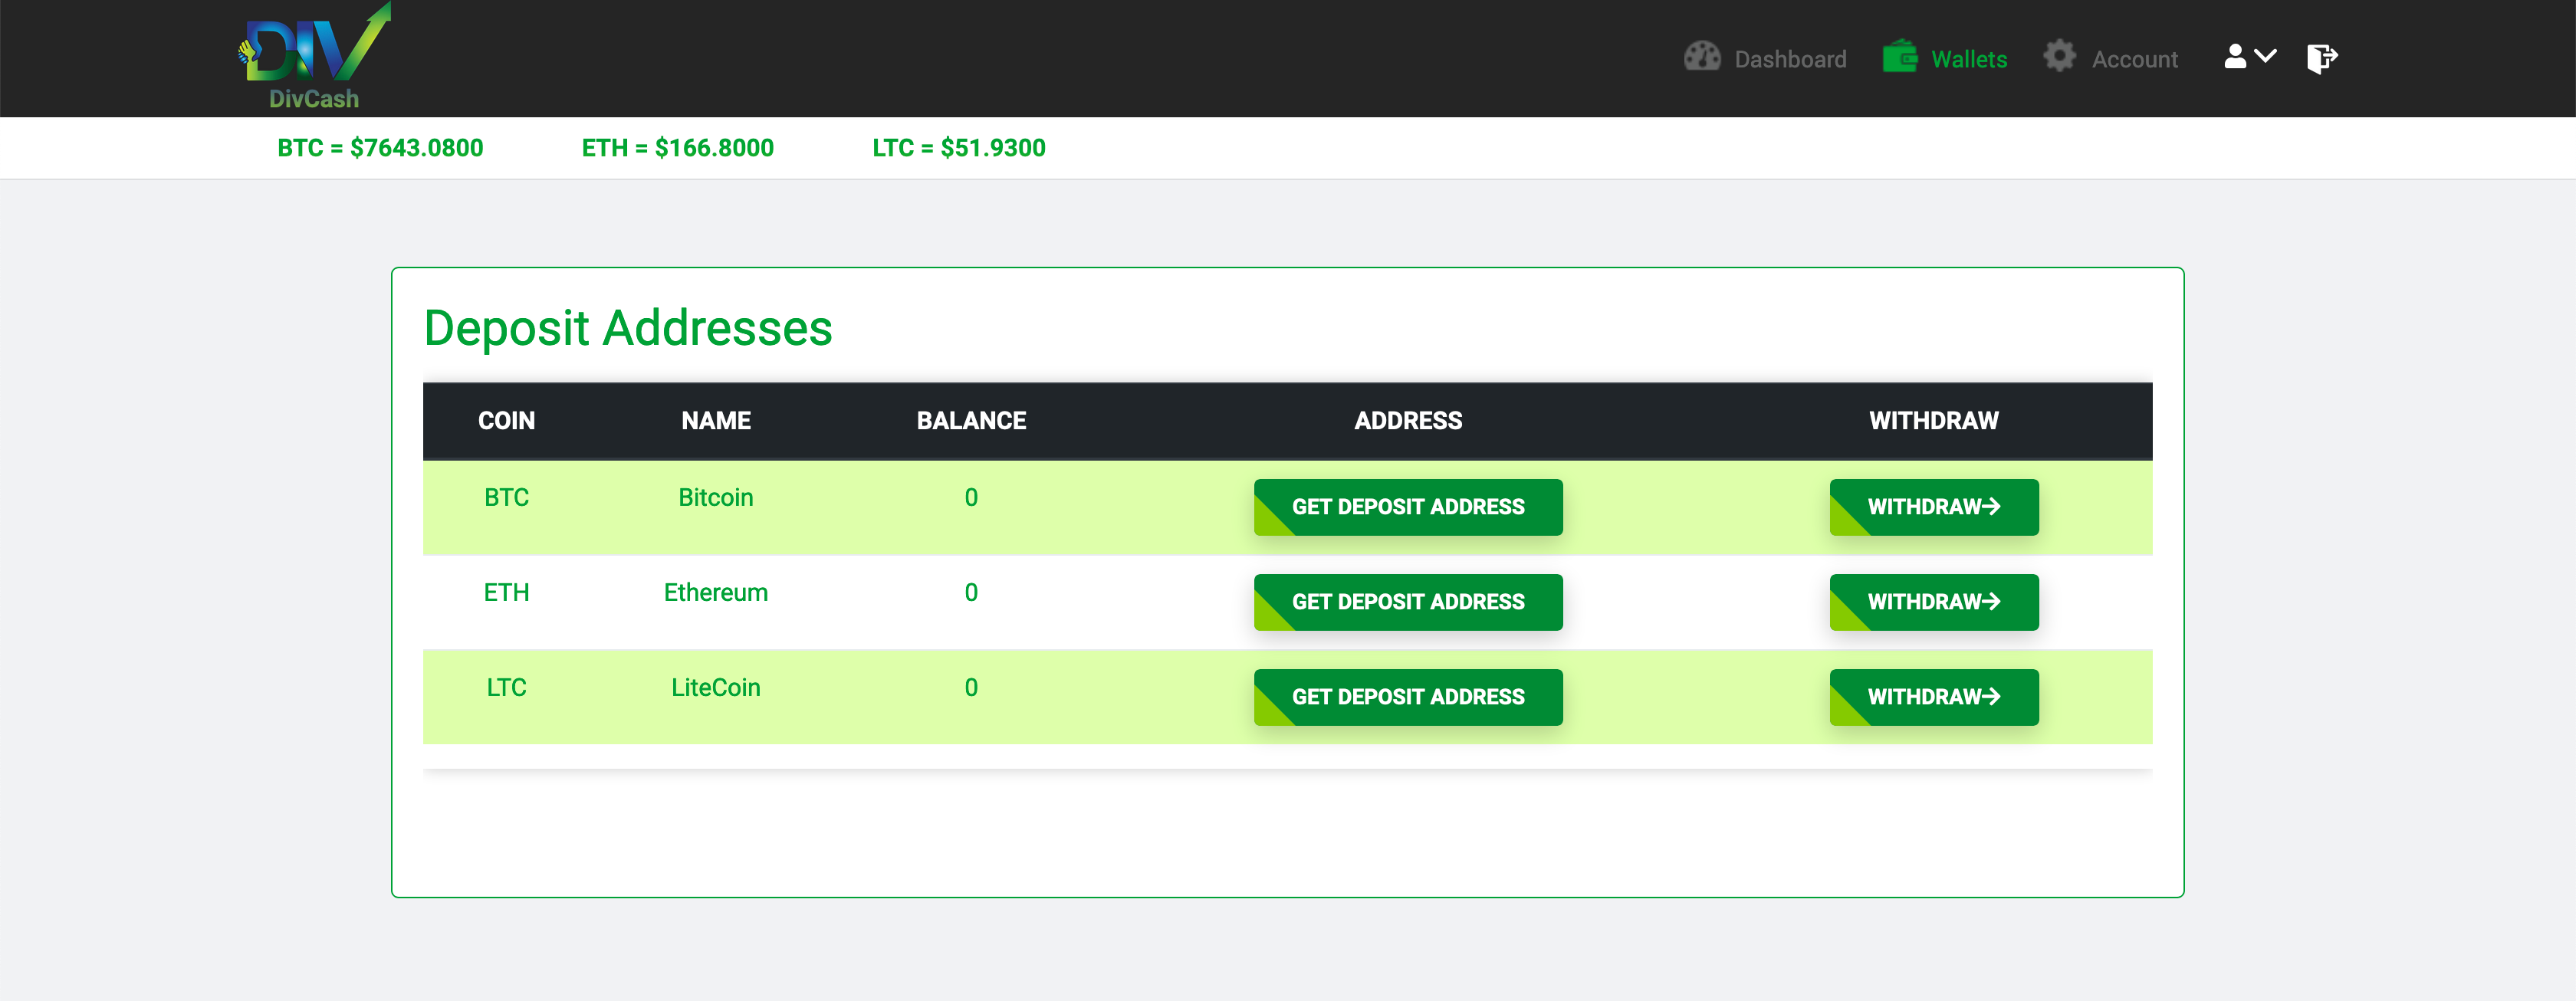 DIV
DivCash
Dashboard Wallets Account
BTC = $7643.0800 ETH = $166.8000 LTC = $51.9300
Deposit Addresses
COIN NAME BALANCE ADDRESS WITHDRAW
BTC Bitcoin 0 GET DEPOSIT ADDRESS WITHDRAW→
ETH Ethereum 0 GET DEPOSIT ADDRESS WITHDRAW→
LTC LiteCoin 0 GET DEPOSIT ADDRESS WITHDRAW→